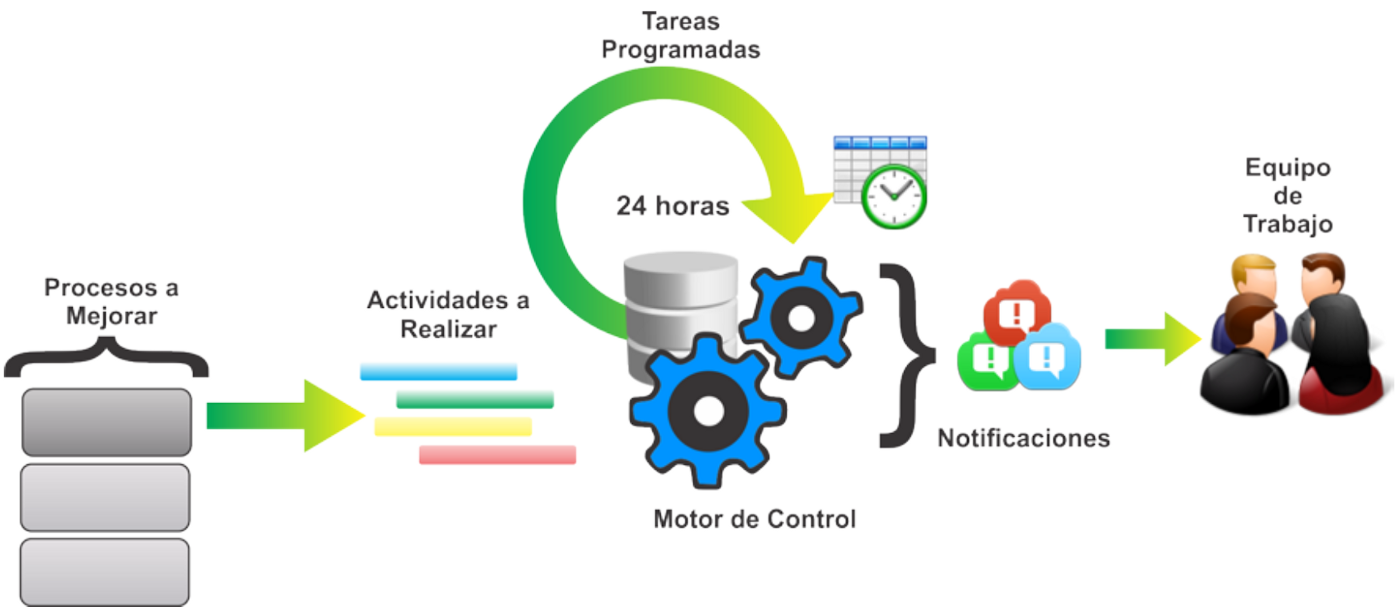 Tareas
Programadas
24 horas
Equipo
de
Trabajo
Procesos a
Mejorar
Actividades a
Realizar
Notificaciones
Motor de Control